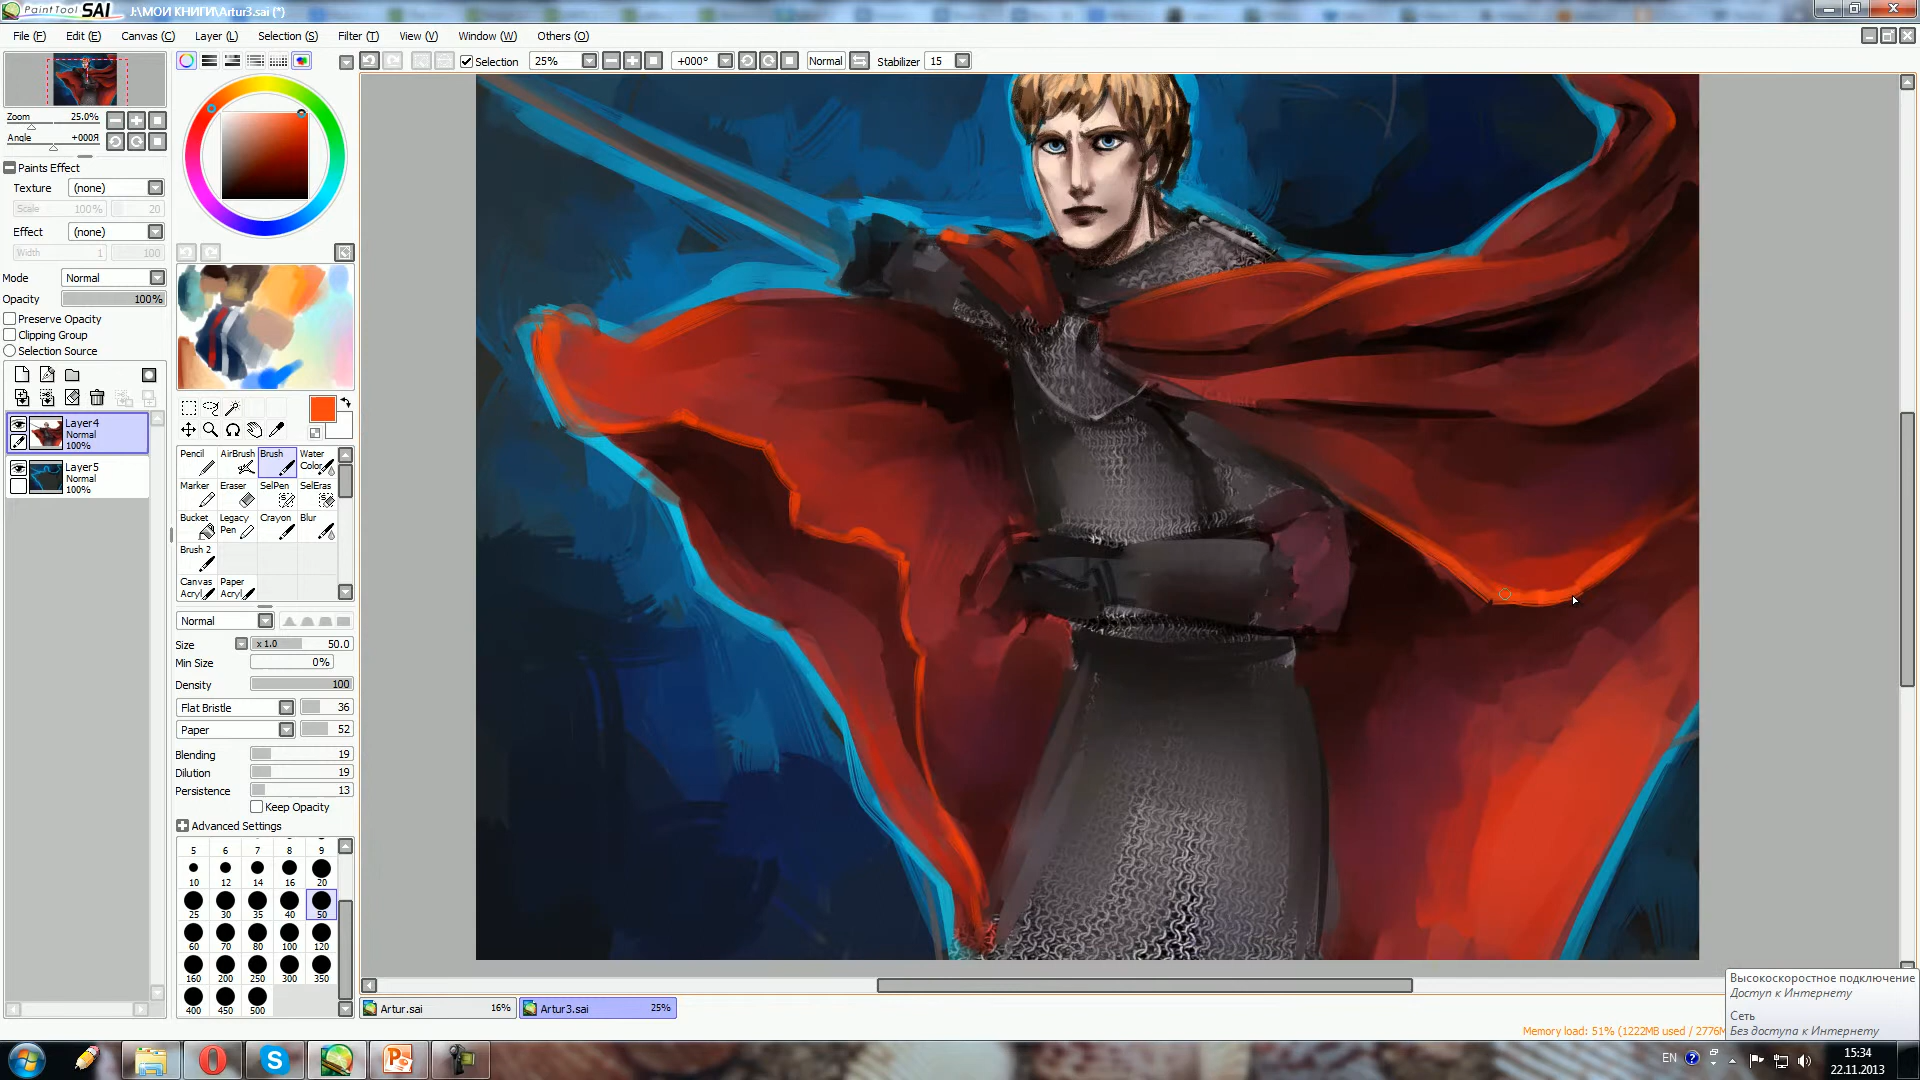 PaintTool SAI J:\МОИ КНИГИ\Artur3.sai (*)
File (F) Edit (E) Canvas (C) Layer (L) Selection (S) Filter (T) View (V) Window (W) Others (O)
Selection 25% +000° Normal Stabilizer 15
Zoom 25.0%
Angle +000Я
Paints Effect
Texture (none)
Scale 100% 20
Effect (none)
Width 1 100
Mode Normal
Opacity 100%
Preserve Opacity
Clipping Group
Selection Source
Layer4
Normal
100%
Layer5
Normal
100%
Pencil AirBrush Brush Water Color
Marker Eraser SelPen SelEras
Bucket Legacy Pen Crayon Blur
Brush 2
Canvas Acryl Paper Acryl
Normal
Size x 1.0 50.0
Min Size 0%
Density 100
Flat Bristle 36
Paper 52
Blending 19
Dilution 19
Persistence 13
Keep Opacity
Advanced Settings
5 6 7 8 9
10 12 14 16 20
25 30 35 40 50
60 70 80 100 120
160 200 250 300 350
400 450 500
Artur.sai 16% Artur3.sai 25%
Memory load: 51% (1222MB used / 2776M
Высокоскоростное подключение
Доступ к Интернету
Сеть
Без доступа к Интернету
EN
15:34
22.11.2013